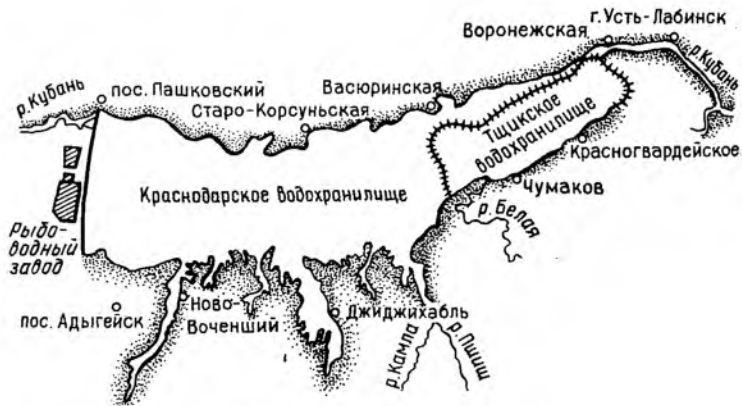 г. Усть-Лабинск
Воронежская
р. Кубань
р. Кубань
пос. Пашковский
Васюринская
Старо-Корсуньская
Тщикское
водохранилище
Красногвардейское
Краснодарское водохранилище
Чумаков
р. Белая
Рыбо-
водный
завод
Ново-
Воченший
Джиджихабль
пос. Адыгейск
р. Кампа
р. Пшиш